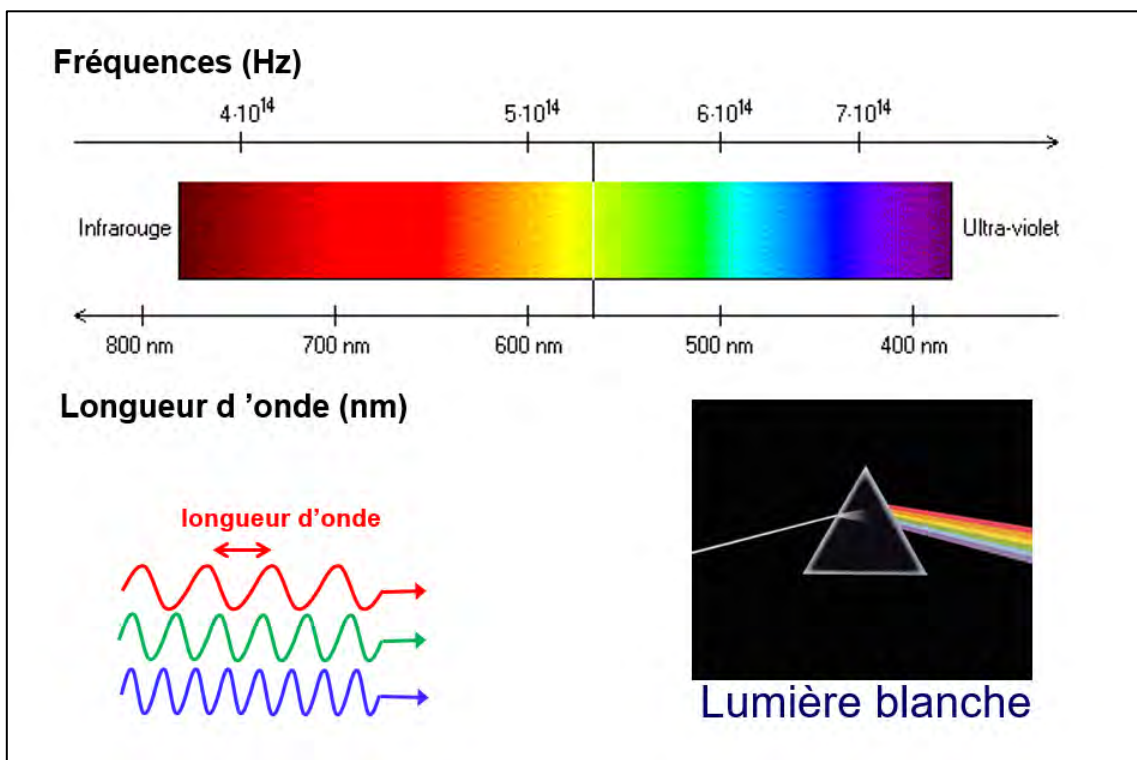 Fréquences (Hz)
4·10¹⁴ 5·10¹⁴ 6·10¹⁴ 7·10¹⁴
Infrarouge Ultra-violet
800 nm 700 nm 600 nm 500 nm 400 nm
Longueur d ’onde (nm)
longueur d’onde
Lumière blanche